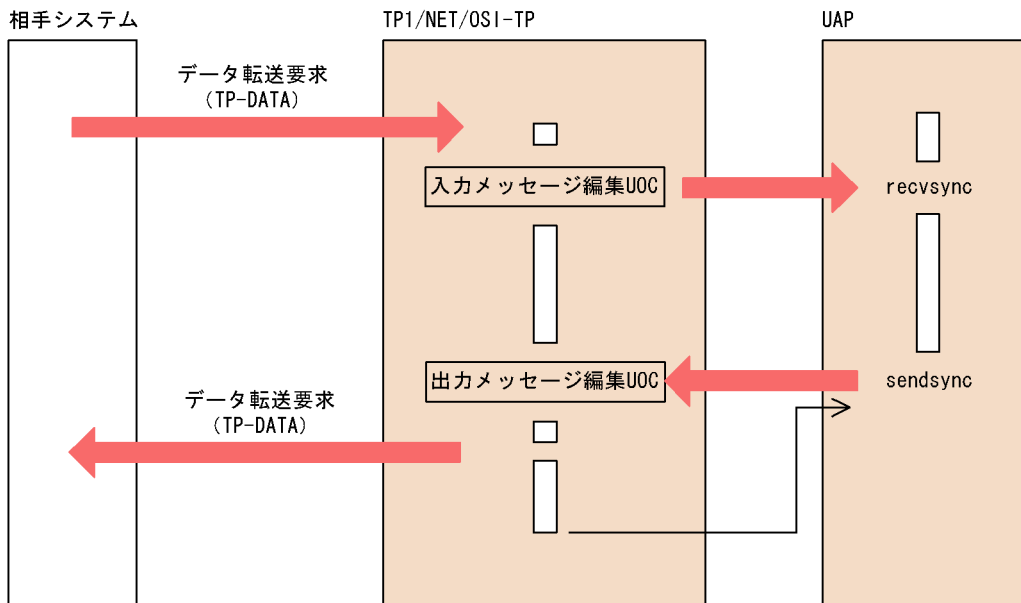 相手システム
TP1/NET/OSI-TP
UAP
データ転送要求
(TP-DATA)
入力メッセージ編集UOC
recvsync
出力メッセージ編集UOC
sendsync
データ転送要求
(TP-DATA)